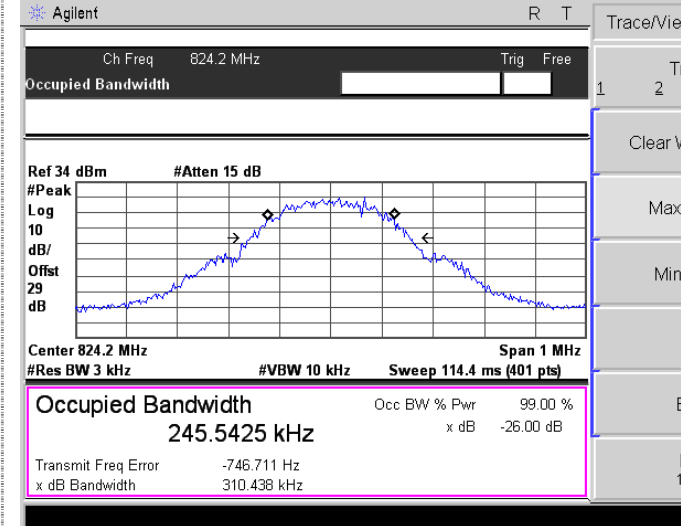 Agilent R T
Trace/Vie
Ch Freq 824.2 MHz Trig Free
Occupied Bandwidth
1 2
Clear
Ref 34 dBm #Atten 15 dB
#Peak
Log
10
dB/
Offst
29
dB
Max
Min
Center 824.2 MHz Span 1 MHz
#Res BW 3 kHz #VBW 10 kHz Sweep 114.4 ms (401 pts)
Occupied Bandwidth Occ BW % Pwr 99.00 %
245.5425 kHz x dB -26.00 dB
Transmit Freq Error -746.711 Hz
x dB Bandwidth 310.438 kHz